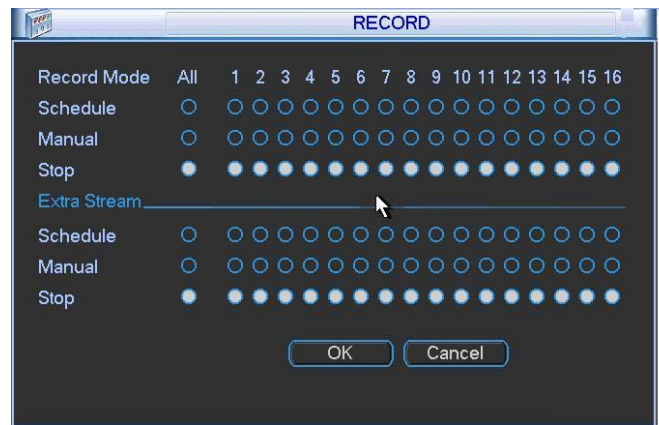 RECORD
Record Mode All 1 2 3 4 5 6 7 8 9 10 11 12 13 14 15 16
Schedule
Manual
Stop
Extra Stream
Schedule
Manual
Stop
OK Cancel